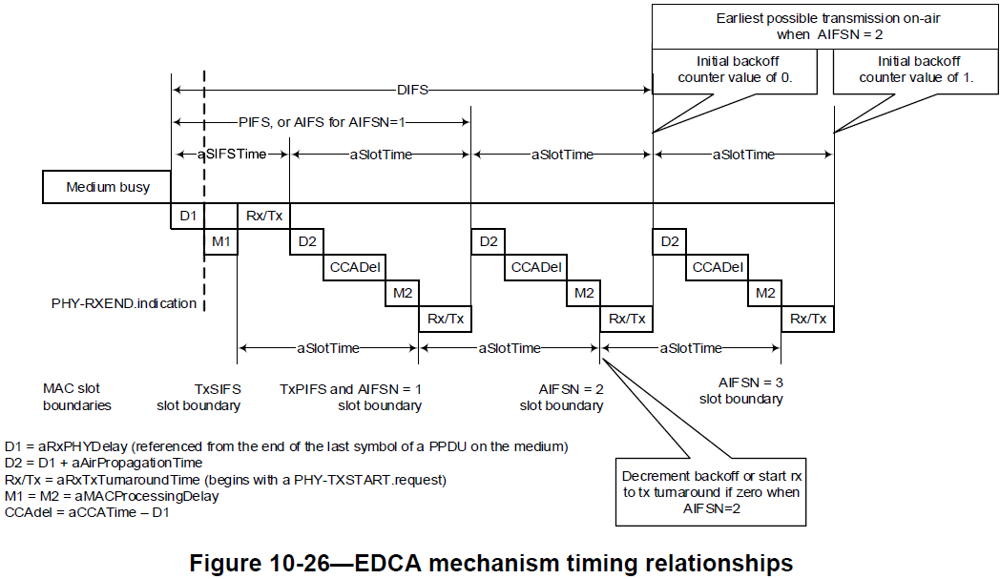 Earliest possible transmission on-air
when AIFSN = 2
Initial backoff
counter value of 0.
Initial backoff
counter value of 1.
DIFS
PIFS, or AIFS for AIFSN=1
aSIFSTime
aSlotTime
aSlotTime
aSlotTime
Medium busy
D1
Rx/Tx
M1
D2
D2
D2
CCADel
CCADel
CCADel
M2
M2
M2
PHY-RXEND.indication
Rx/Tx
Rx/Tx
Rx/Tx
aSlotTime
aSlotTime
aSlotTime
MAC slot
boundaries
TxSIFS
slot boundary
TxPIFS and AIFSN = 1
slot boundary
AIFSN = 2
slot boundary
AIFSN = 3
slot boundary
D1 = aRxPHYDelay (referenced from the end of the last symbol of a PPDU on the medium)
D2 = D1 + aAirPropagationTime
Rx/Tx = aRxTxTurnaroundTime (begins with a PHY-TXSTART.request)
M1 = M2 = aMACProcessingDelay
CCAdel = aCCATime – D1
Decrement backoff or start rx
to tx turnaround if zero when
AIFSN=2
Figure 10-26—EDCA mechanism timing relationships